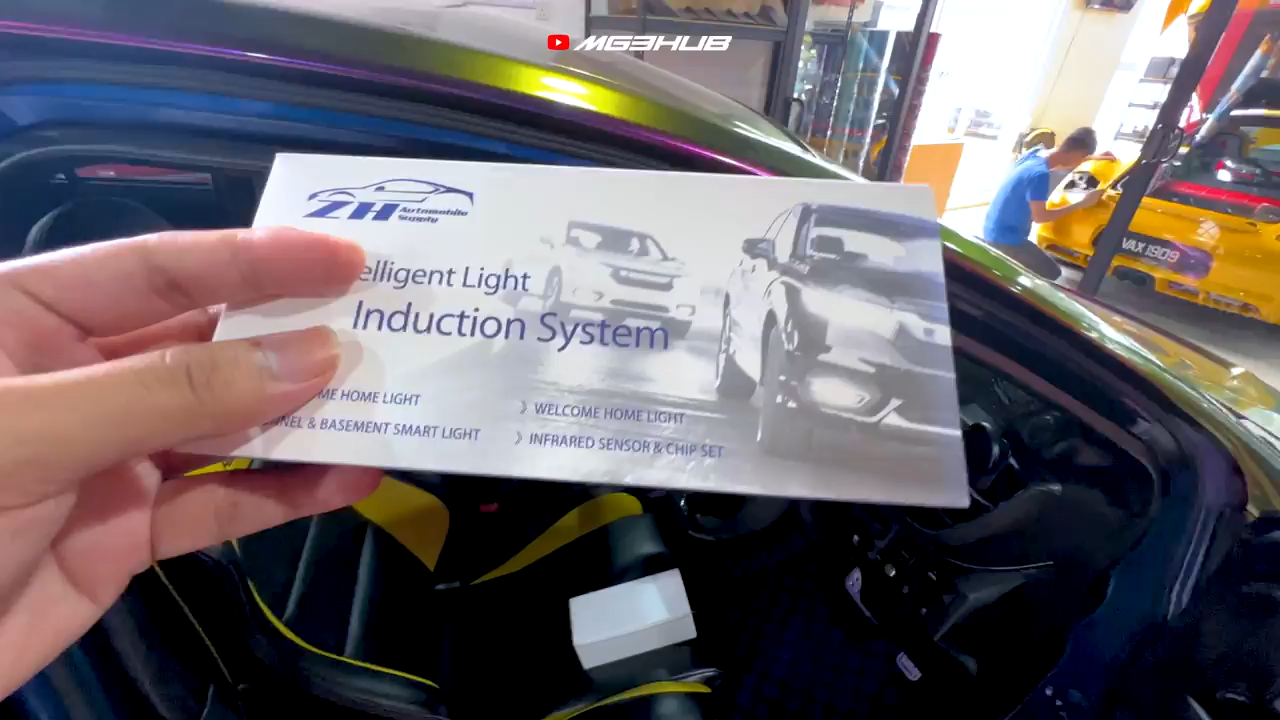 MG3HUB
ZH Automobile
Supply
elligent Light
Induction System
ME HOME LIGHT
WELCOME HOME LIGHT
NEL & BASEMENT SMART LIGHT
INFRARED SENSOR & CHIP SET
VAX 1909